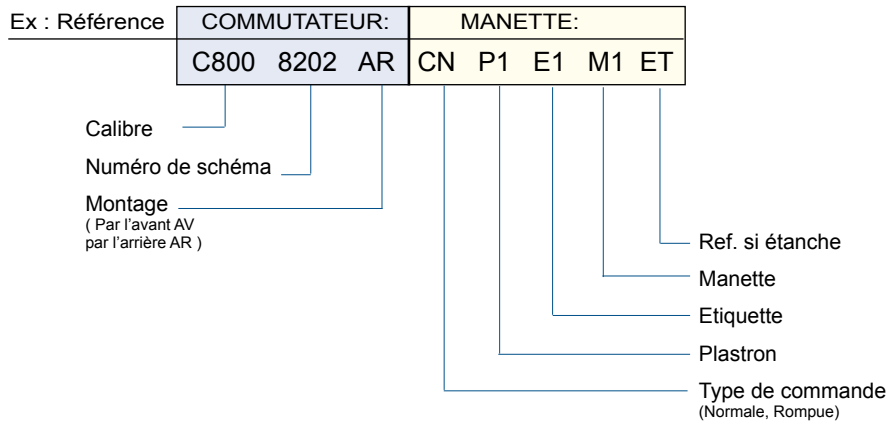 Ex : Référence COMMUTATEUR: MANETTE:
C800 8202 AR CN P1 E1 M1 ET
Calibre
Numéro de schéma
Montage
( Par l'avant AV
par l'arrière AR )
Ref. si étanche
Manette
Etiquette
Plastron
Type de commande
(Normale, Rompue)